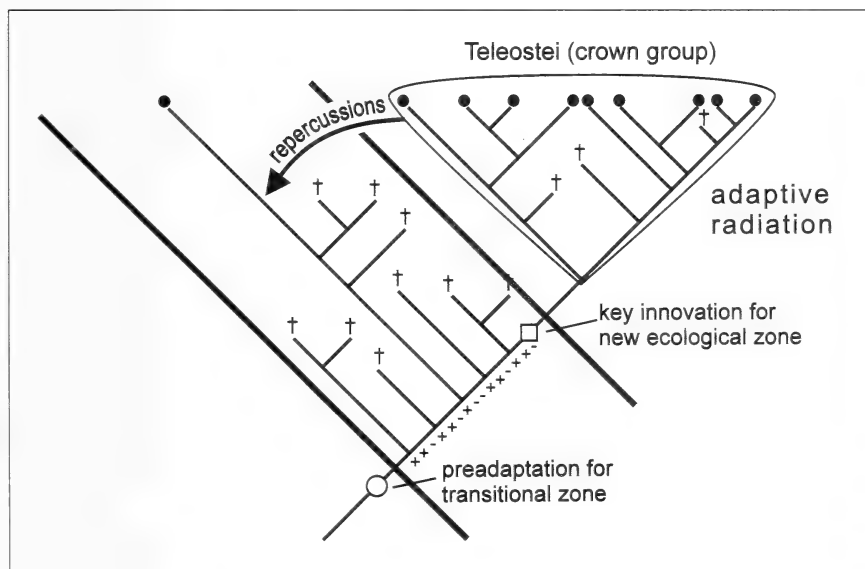 Teleostei (crown group)
repercussions
adaptive
radiation
key innovation for
new ecological zone
+-+-+-+-+-+-
preadaptation for
transitional zone